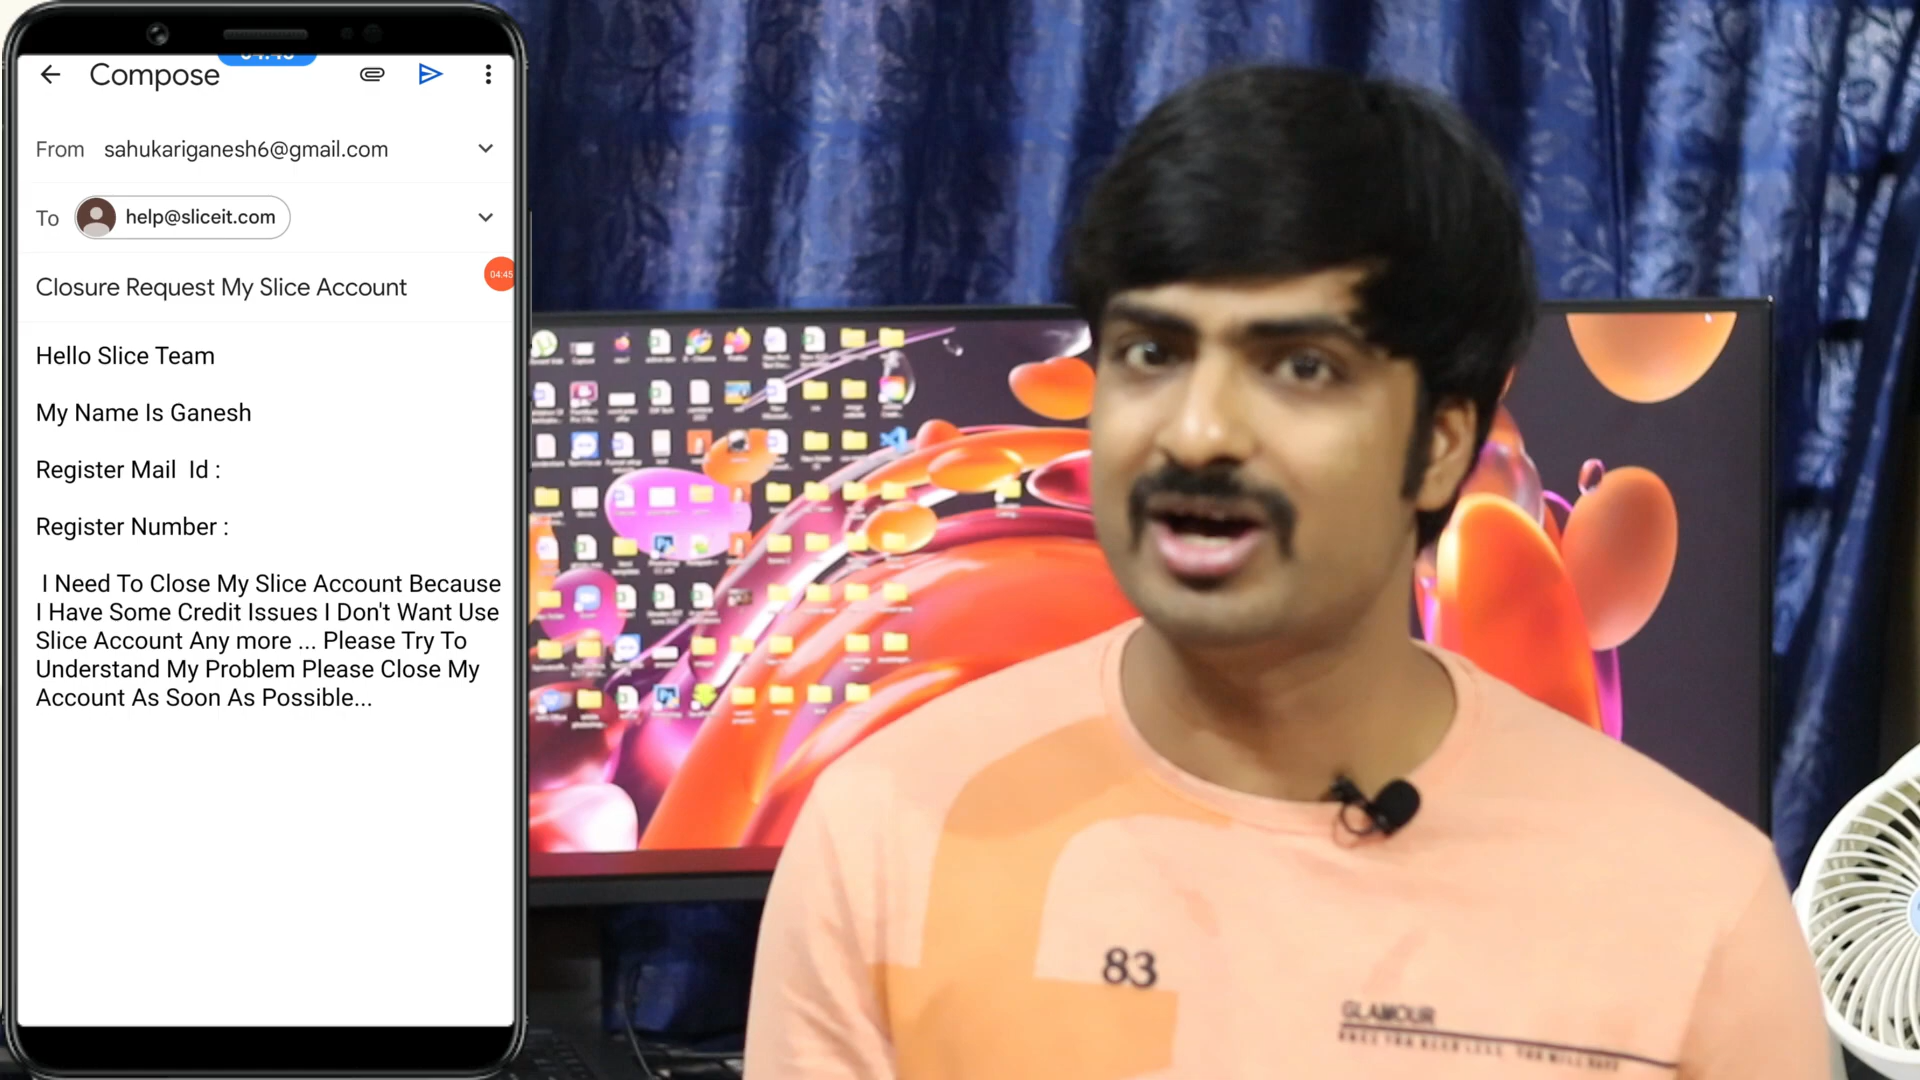 Compose
From sahukariganesh6@gmail.com
To help@sliceit.com
04:45
Closure Request My Slice Account
Hello Slice Team
My Name Is Ganesh
Register Mail Id :
Register Number :
I Need To Close My Slice Account Because
I Have Some Credit Issues I Don't Want Use
Slice Account Any more ... Please Try To
Understand My Problem Please Close My
Account As Soon As Possible...
83
GLAMOUR